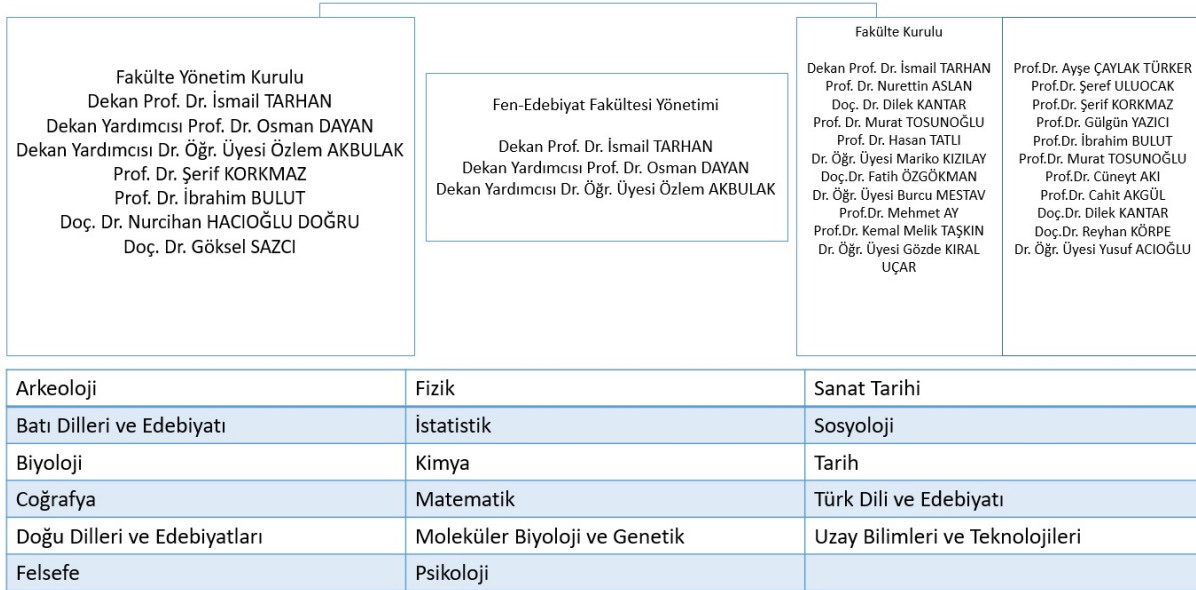 Fakülte Yönetim Kurulu
Dekan Prof. Dr. İsmail TARHAN
Dekan Yardımcısı Prof. Dr. Osman DAYAN
Dekan Yardımcısı Dr. Öğr. Üyesi Özlem AKBULAK
Prof. Dr. Şerif KORKMAZ
Prof. Dr. İbrahim BULUT
Doç. Dr. Nurcihan HACIOĞLU DOĞRU
Doç. Dr. Göksel SAZCI
Fen-Edebiyat Fakültesi Yönetimi
Dekan Prof. Dr. İsmail TARHAN
Dekan Yardımcısı Prof. Dr. Osman DAYAN
Dekan Yardımcısı Dr. Öğr. Üyesi Özlem AKBULAK
Fakülte Kurulu
Dekan Prof. Dr. İsmail TARHAN
Prof. Dr. Nurettin ASLAN
Doç. Dr. Dilek KANTAR
Prof. Dr. Murat TOSUNOĞLU
Prof. Dr. Hasan TATLI
Dr. Öğr. Üyesi Mariko KIZILAY
Doç.Dr. Fatih ÖZGÖKMAN
Dr. Öğr. Üyesi Burcu MESTAV
Prof.Dr. Mehmet AY
Prof.Dr. Kemal Melik TAŞKIN
Dr. Öğr. Üyesi Gözde KIRAL
UÇAR
Prof.Dr. Ayşe ÇAYLAK TÜRKER
Prof.Dr. Şeref ULUOCAK
Prof.Dr. Şerif KORKMAZ
Prof.Dr. Gülgün YAZICI
Prof.Dr. İbrahim BULUT
Prof.Dr. Murat TOSUNOĞLU
Prof.Dr. Cüneyt AKI
Prof.Dr. Cahit AKGÜL
Doç.Dr. Dilek KANTAR
Doç.Dr. Reyhan KÖRPE
Dr. Öğr. Üyesi Yusuf ACIOĞLU
Arkeoloji Fizik Sanat Tarihi
Batı Dilleri ve Edebiyatı İstatistik Sosyoloji
Biyoloji Kimya Tarih
Coğrafya Matematik Türk Dili ve Edebiyatı
Doğu Dilleri ve Edebiyatları Moleküler Biyoloji ve Genetik Uzay Bilimleri ve Teknolojileri
Felsefe Psikoloji